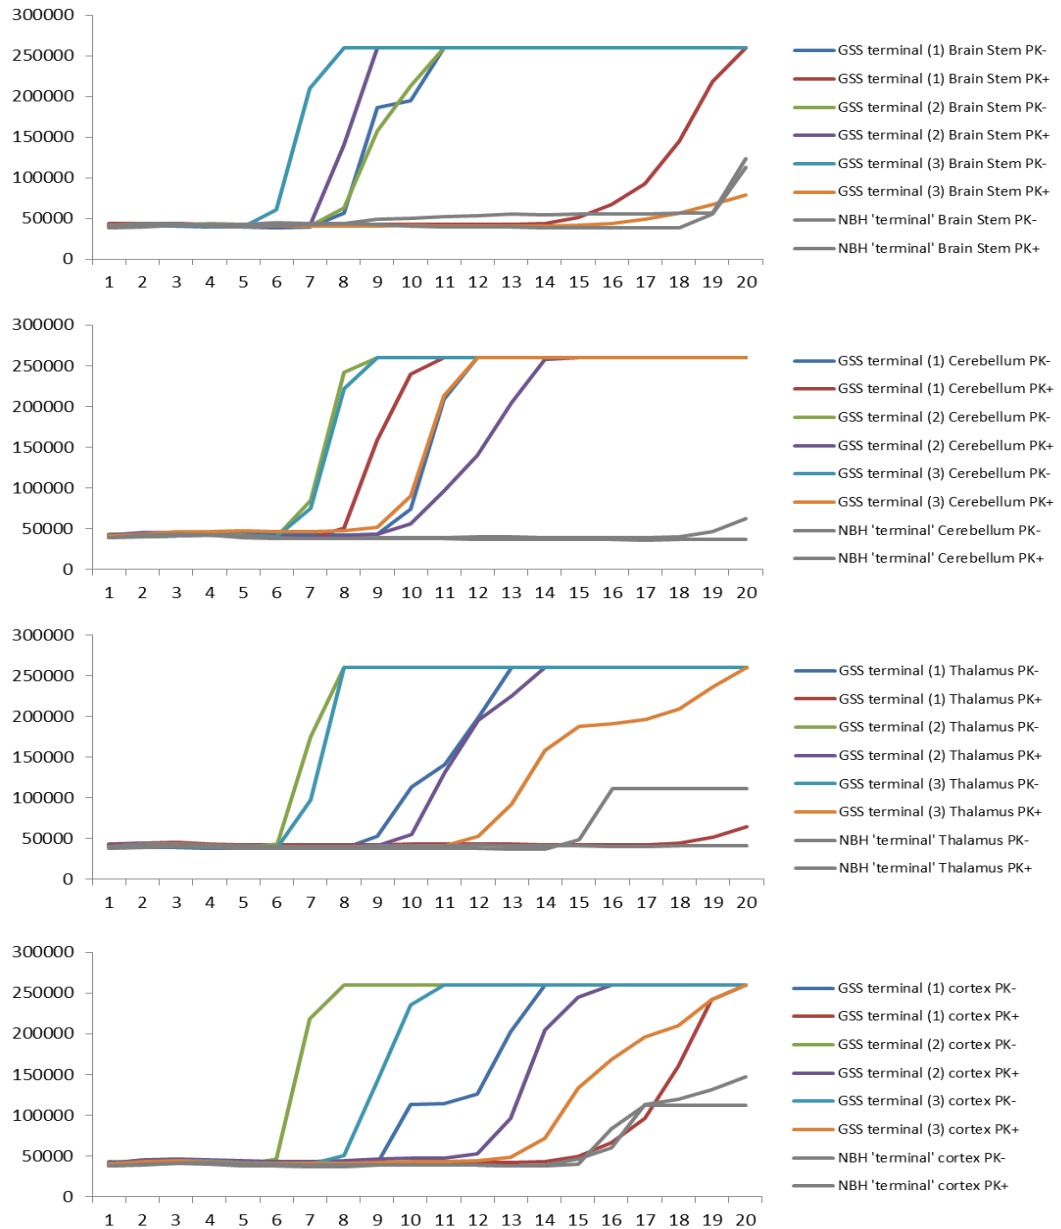 300000
250000
200000
150000
100000
50000
0
1 2 3 4 5 6 7 8 9 10 11 12 13 14 15 16 17 18 19 20
GSS terminal (1) Brain Stem PK-
GSS terminal (1) Brain Stem PK+
GSS terminal (2) Brain Stem PK-
GSS terminal (2) Brain Stem PK+
GSS terminal (3) Brain Stem PK-
GSS terminal (3) Brain Stem PK+
NBH 'terminal' Brain Stem PK-
NBH 'terminal' Brain Stem PK+
300000
250000
200000
150000
100000
50000
0
1 2 3 4 5 6 7 8 9 10 11 12 13 14 15 16 17 18 19 20
GSS terminal (1) Cerebellum PK-
GSS terminal (1) Cerebellum PK+
GSS terminal (2) Cerebellum PK-
GSS terminal (2) Cerebellum PK+
GSS terminal (3) Cerebellum PK-
GSS terminal (3) Cerebellum PK+
NBH 'terminal' Cerebellum PK-
NBH 'terminal' Cerebellum PK+
300000
250000
200000
150000
100000
50000
0
1 2 3 4 5 6 7 8 9 10 11 12 13 14 15 16 17 18 19 20
GSS terminal (1) Thalamus PK-
GSS terminal (1) Thalamus PK+
GSS terminal (2) Thalamus PK-
GSS terminal (2) Thalamus PK+
GSS terminal (3) Thalamus PK-
GSS terminal (3) Thalamus PK+
NBH 'terminal' Thalamus PK-
NBH 'terminal' Thalamus PK+
300000
250000
200000
150000
100000
50000
0
1 2 3 4 5 6 7 8 9 10 11 12 13 14 15 16 17 18 19 20
GSS terminal (1) cortex PK-
GSS terminal (1) cortex PK+
GSS terminal (2) cortex PK-
GSS terminal (2) cortex PK+
GSS terminal (3) cortex PK-
GSS terminal (3) cortex PK+
NBH 'terminal' cortex PK-
NBH 'terminal' cortex PK+